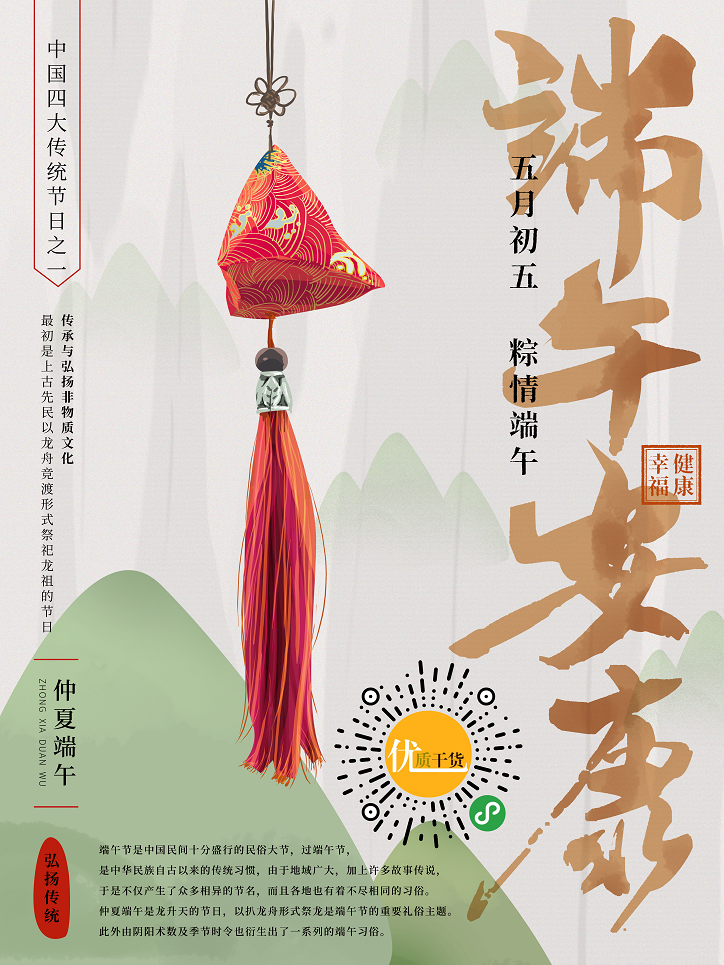 端午安康
五月初五 粽情端午
健康
幸福
中国四大传统节日之一
传承与弘扬非物质文化
最初是上古先民以龙舟竞渡形式祭祀龙祖的节日
仲夏端午
ZHONG XIA DUAN WU
优质干货
弘扬传统
端午节是中国民间十分盛行的民俗大节，过端午节，
是中华民族自古以来的传统习惯，由于地域广大，加上许多故事传说，
于是不仅产生了众多相异的节名，而且各地也有着不尽相同的习俗。
仲夏端午是龙升天的节日，以扒龙舟形式祭龙是端午节的重要礼俗主题。
此外由阴阳术数及季节时令也衍生出了一系列的端午习俗。